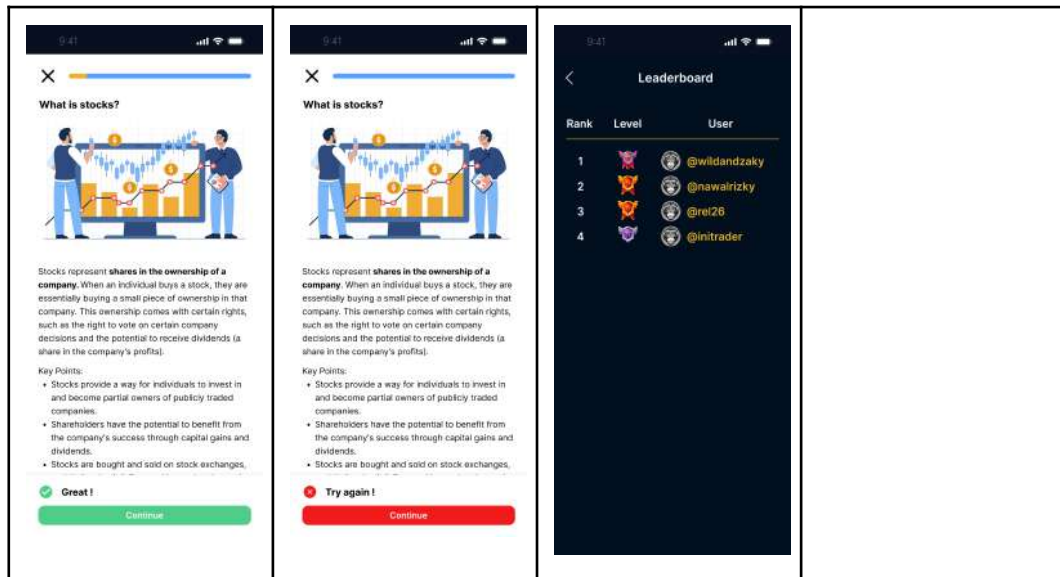 9:41
What is stocks?
Stocks represent shares in the ownership of a
company. When an individual buys a stock, they are
essentially buying a small piece of ownership in that
company. This ownership comes with certain rights,
such as the right to vote on certain company
decisions and the potential to receive dividends (a
share in the company's profits).
Key Points:
• Stocks provide a way for individuals to invest in
and become partial owners of publicly traded
companies.
• Shareholders have the potential to benefit from
the company's success through capital gains and
dividends.
• Stocks are bought and sold on stock exchanges,
Great !
Continue
9:41
What is stocks?
Stocks represent shares in the ownership of a
company. When an individual buys a stock, they are
essentially buying a small piece of ownership in that
company. This ownership comes with certain rights,
such as the right to vote on certain company
decisions and the potential to receive dividends (a
share in the company's profits).
Key Points:
• Stocks provide a way for individuals to invest in
and become partial owners of publicly traded
companies.
• Shareholders have the potential to benefit from
the company's success through capital gains and
dividends.
• Stocks are bought and sold on stock exchanges,
Try again !
Continue
9:41
Leaderboard
Rank Level User
1 @wildandzaky
2 @nawalrizky
3 @rel26
4 @initrader